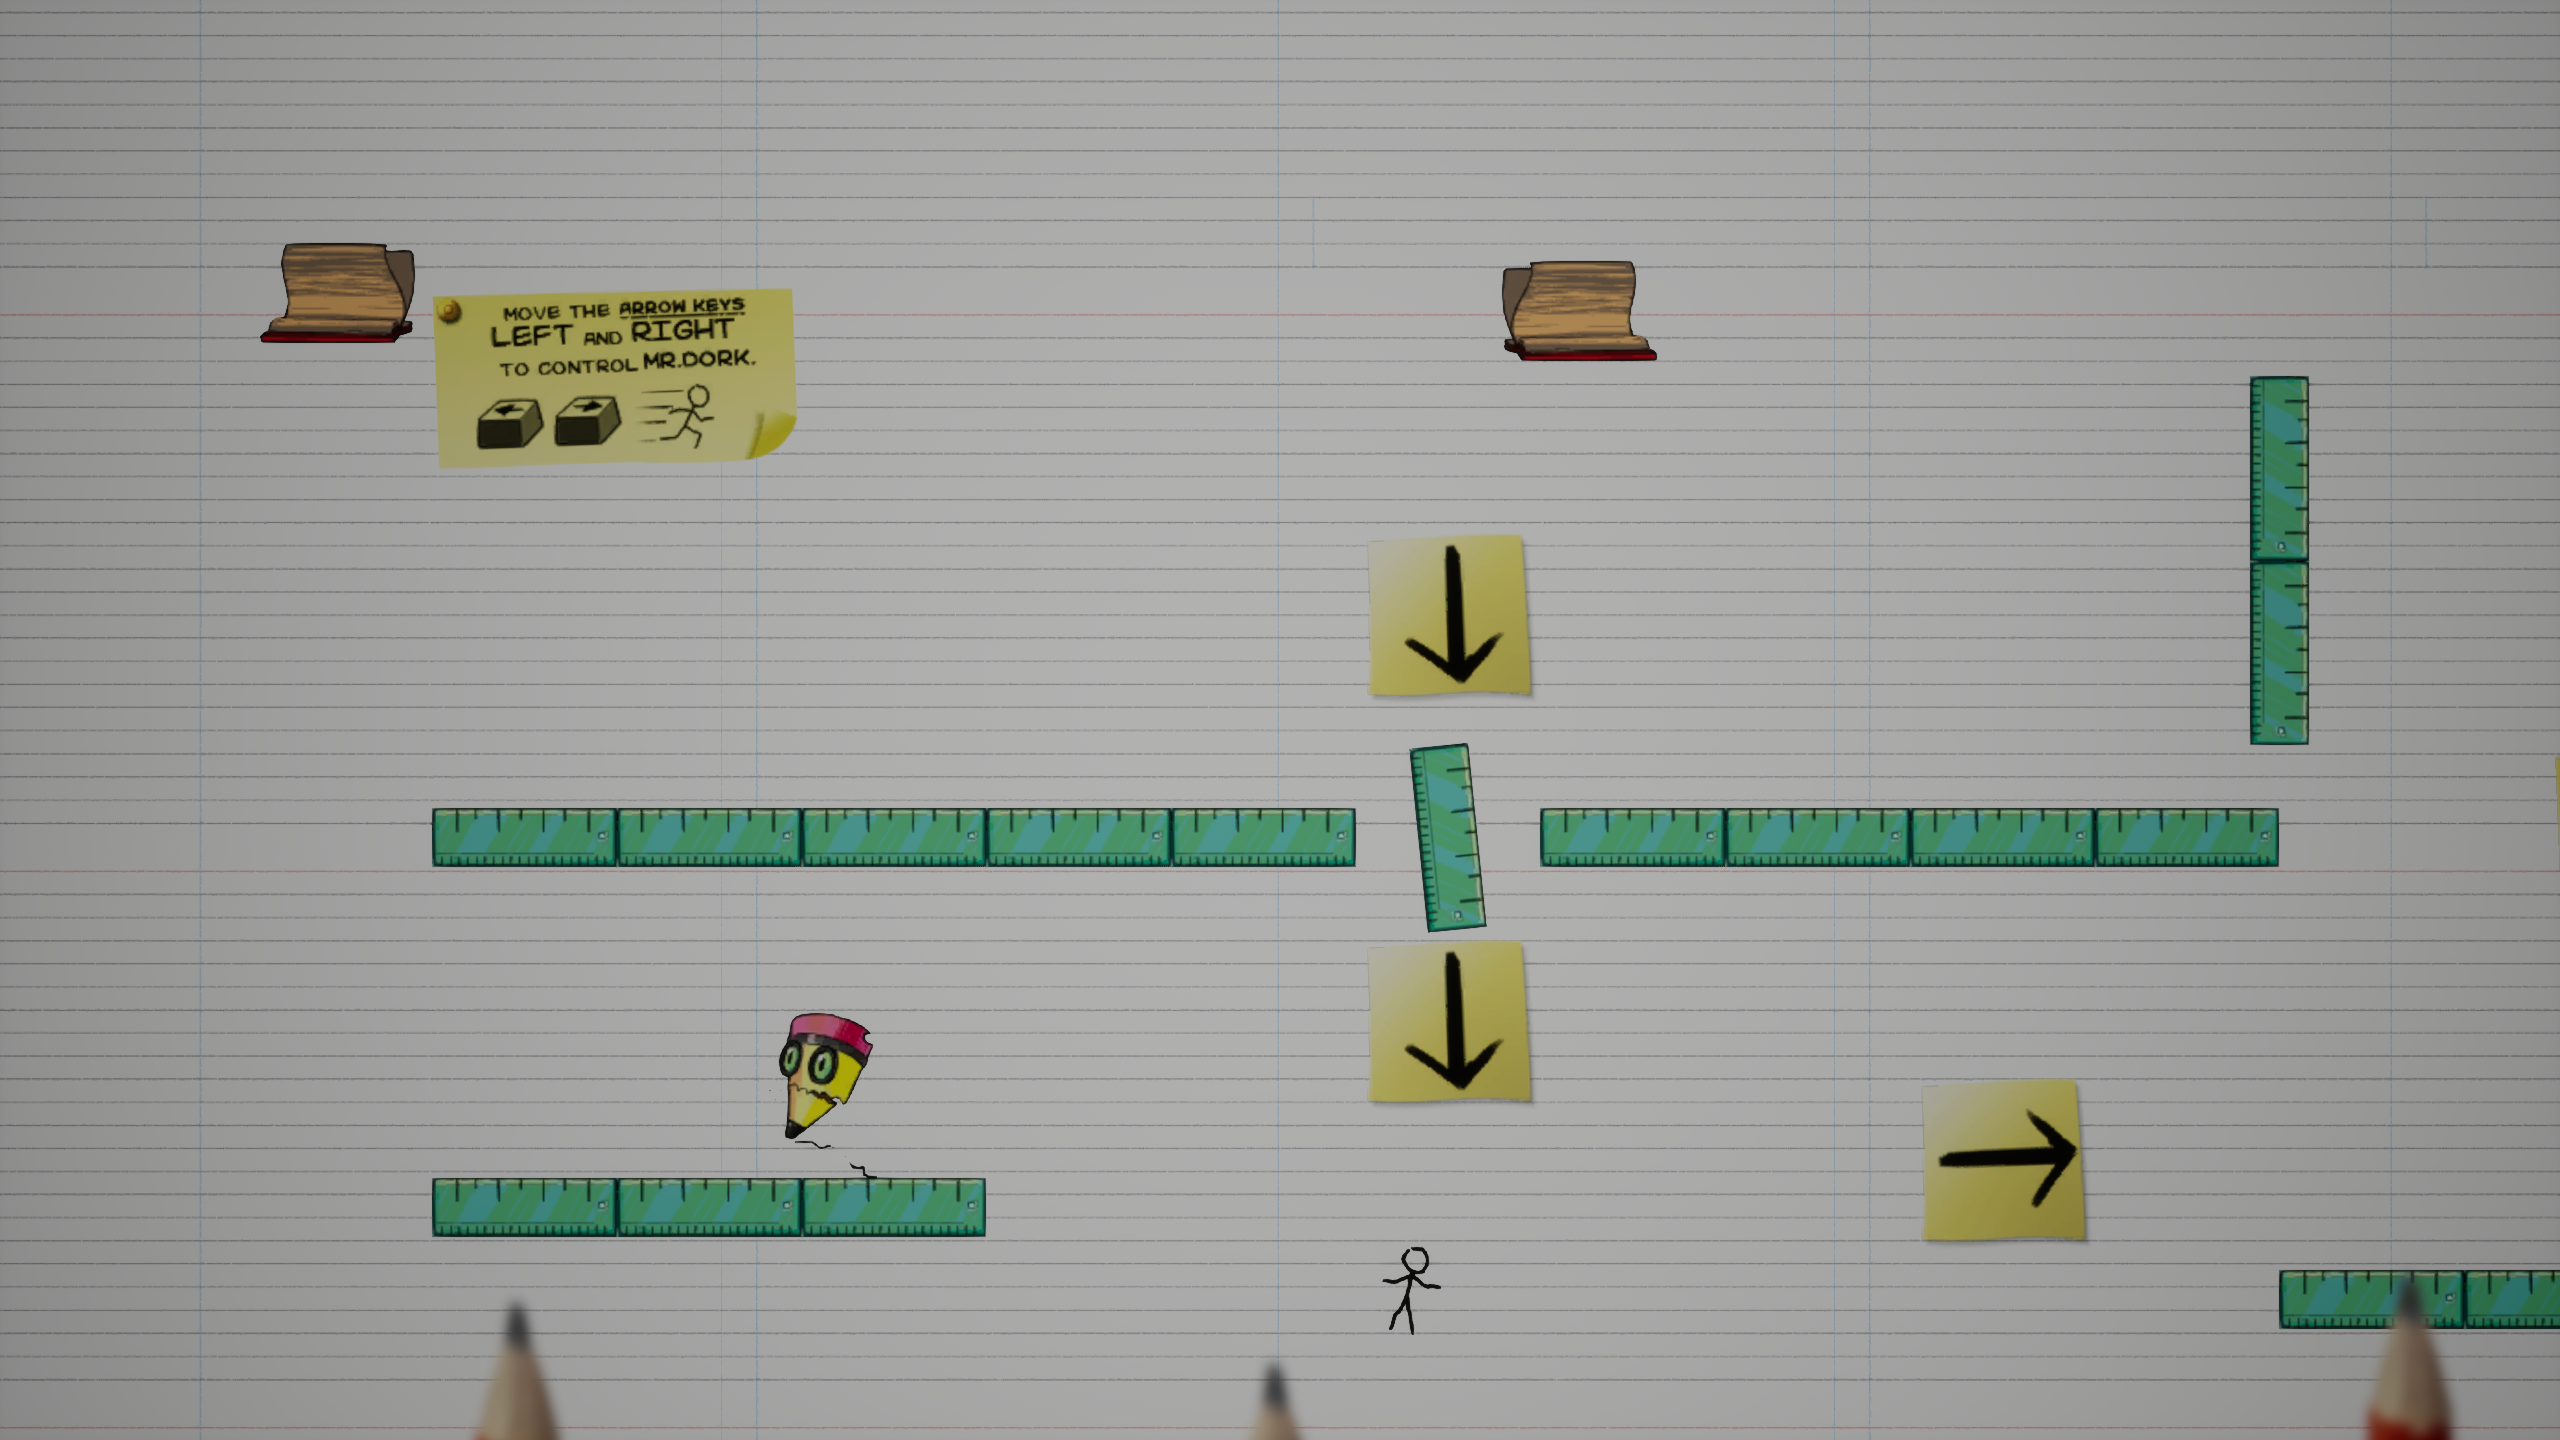 MOVE THE ARROW KEYS
LEFT AND RIGHT
TO CONTROL MR.DORK.